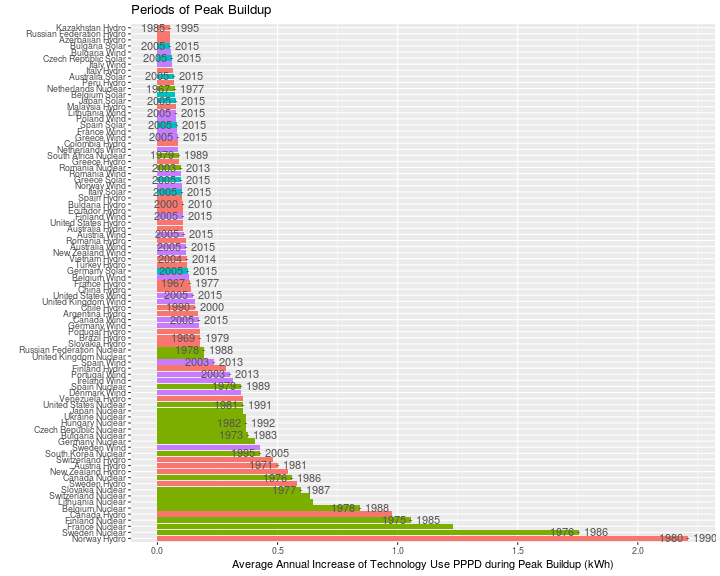 Periods of Peak Buildup
Kazakhstan Hydro 1985 - 1995
Russian Federation Hydro
Azerbaijan Hydro
Bulgaria Solar 2005 - 2015
Bulgaria Wind
Czech Republic Solar 2005 - 2015
Italy Wind
Italy Hydro
Australia Solar 2005 - 2015
Peru Hydro
Netherlands Nuclear 1967 - 1977
Belgium Solar
Japan Solar 2005 - 2015
Malaysia Hydro
Lithuania Wind 2005 - 2015
Poland Wind
Spain Solar 2005 - 2015
France Wind
Greece Wind 2005 - 2015
Colombia Hydro
Netherlands Wind
South Africa Nuclear 1979 - 1989
Greece Hydro
Romania Nuclear 2003 - 2013
Romania Wind
Greece Solar 2005 - 2015
Norway Wind
Italy Solar 2005 - 2015
Spain Hydro
Bulgaria Hydro 2000 - 2010
Ecuador Hydro
Finland Wind 2005 - 2015
United States Hydro
Australia Hydro
Austria Wind 2005 - 2015
Romania Hydro
Australia Wind 2005 - 2015
New Zealand Wind
Vietnam Hydro 2004 - 2014
Turkey Hydro
Germany Solar 2005 - 2015
Belgium Wind
France Hydro 1967 - 1977
China Hydro
United States Wind 2005 - 2015
United Kingdom Wind
Chile Hydro 1990 - 2000
Argentina Hydro
Canada Wind 2005 - 2015
Germany Wind
Portugal Hydro
Brazil Hydro 1969 - 1979
Slovakia Hydro
Russian Federation Nuclear 1978 - 1988
United Kingdom Nuclear
Spain Wind 2003 - 2013
Finland Hydro
Portugal Wind 2003 - 2013
Ireland Wind
Spain Nuclear 1979 - 1989
Denmark Wind
Venezuela Hydro
United States Nuclear 1981 - 1991
Japan Nuclear
Ukraine Nuclear
Hungary Nuclear 1982 - 1992
Czech Republic Nuclear
Bulgaria Nuclear 1973 - 1983
Germany Nuclear
Sweden Wind
South Korea Nuclear 1995 - 2005
Switzerland Hydro
Austria Hydro 1971 - 1981
New Zealand Hydro
Canada Nuclear 1976 - 1986
Sweden Hydro
Slovakia Nuclear 1977 - 1987
Switzerland Nuclear
Lithuania Nuclear
Belgium Nuclear 1978 - 1988
Canada Hydro
Finland Nuclear 1975 - 1985
France Nuclear
Sweden Nuclear 1976 - 1986
Norway Hydro 1980 - 1990
0.0 0.5 1.0 1.5 2.0
Average Annual Increase of Technology Use PPPD during Peak Buildup (kWh)